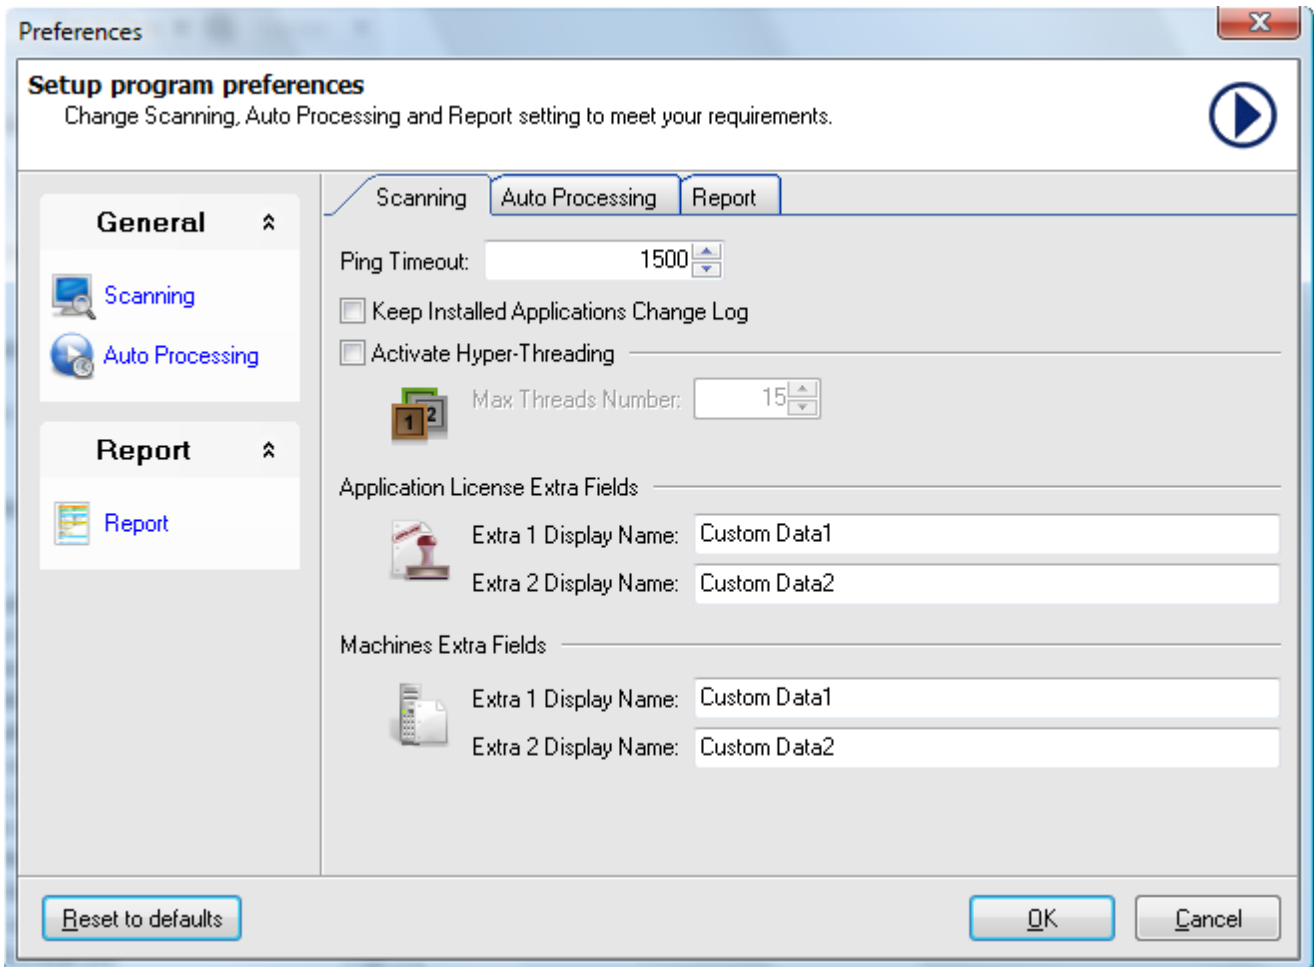 Preferences
Setup program preferences
Change Scanning, Auto Processing and Report setting to meet your requirements.
General
Scanning
Auto Processing
Report
Report
Scanning
Auto Processing
Report
Ping Timeout:
1500
Keep Installed Applications Change Log
Activate Hyper-Threading
Max Threads Number:
15
1
2
Application License Extra Fields
Extra 1 Display Name:
Custom Data1
Extra 2 Display Name:
Custom Data2
Machines Extra Fields
Extra 1 Display Name:
Custom Data1
Extra 2 Display Name:
Custom Data2
Reset to defaults
OK
Cancel